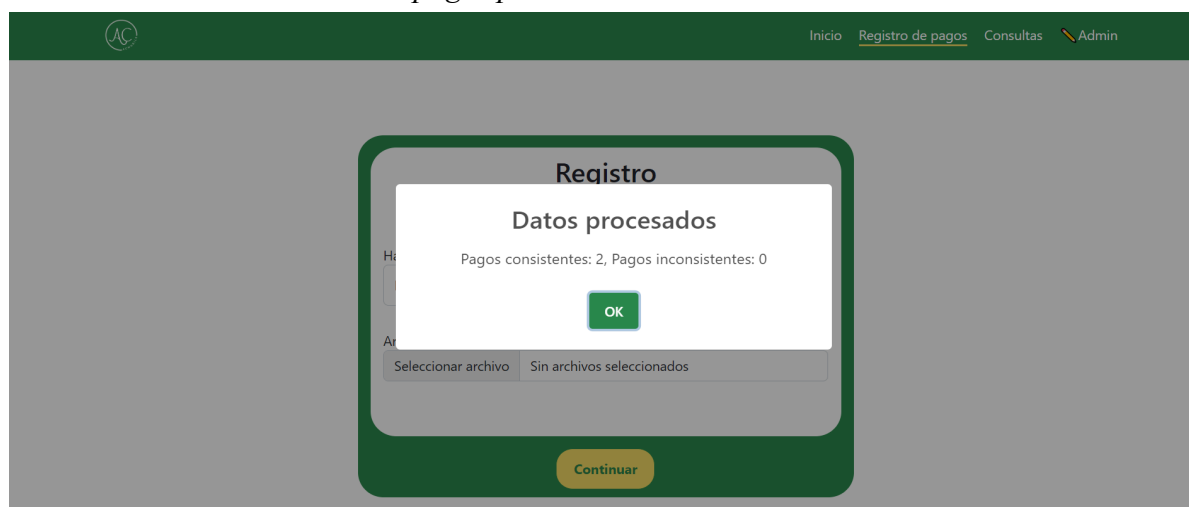 AC
Inicio Registro de pagos Consultas Admin
Registro
Datos procesados
Pagos consistentes: 2, Pagos inconsistentes: 0
OK
Seleccionar archivo Sin archivos seleccionados
Continuar